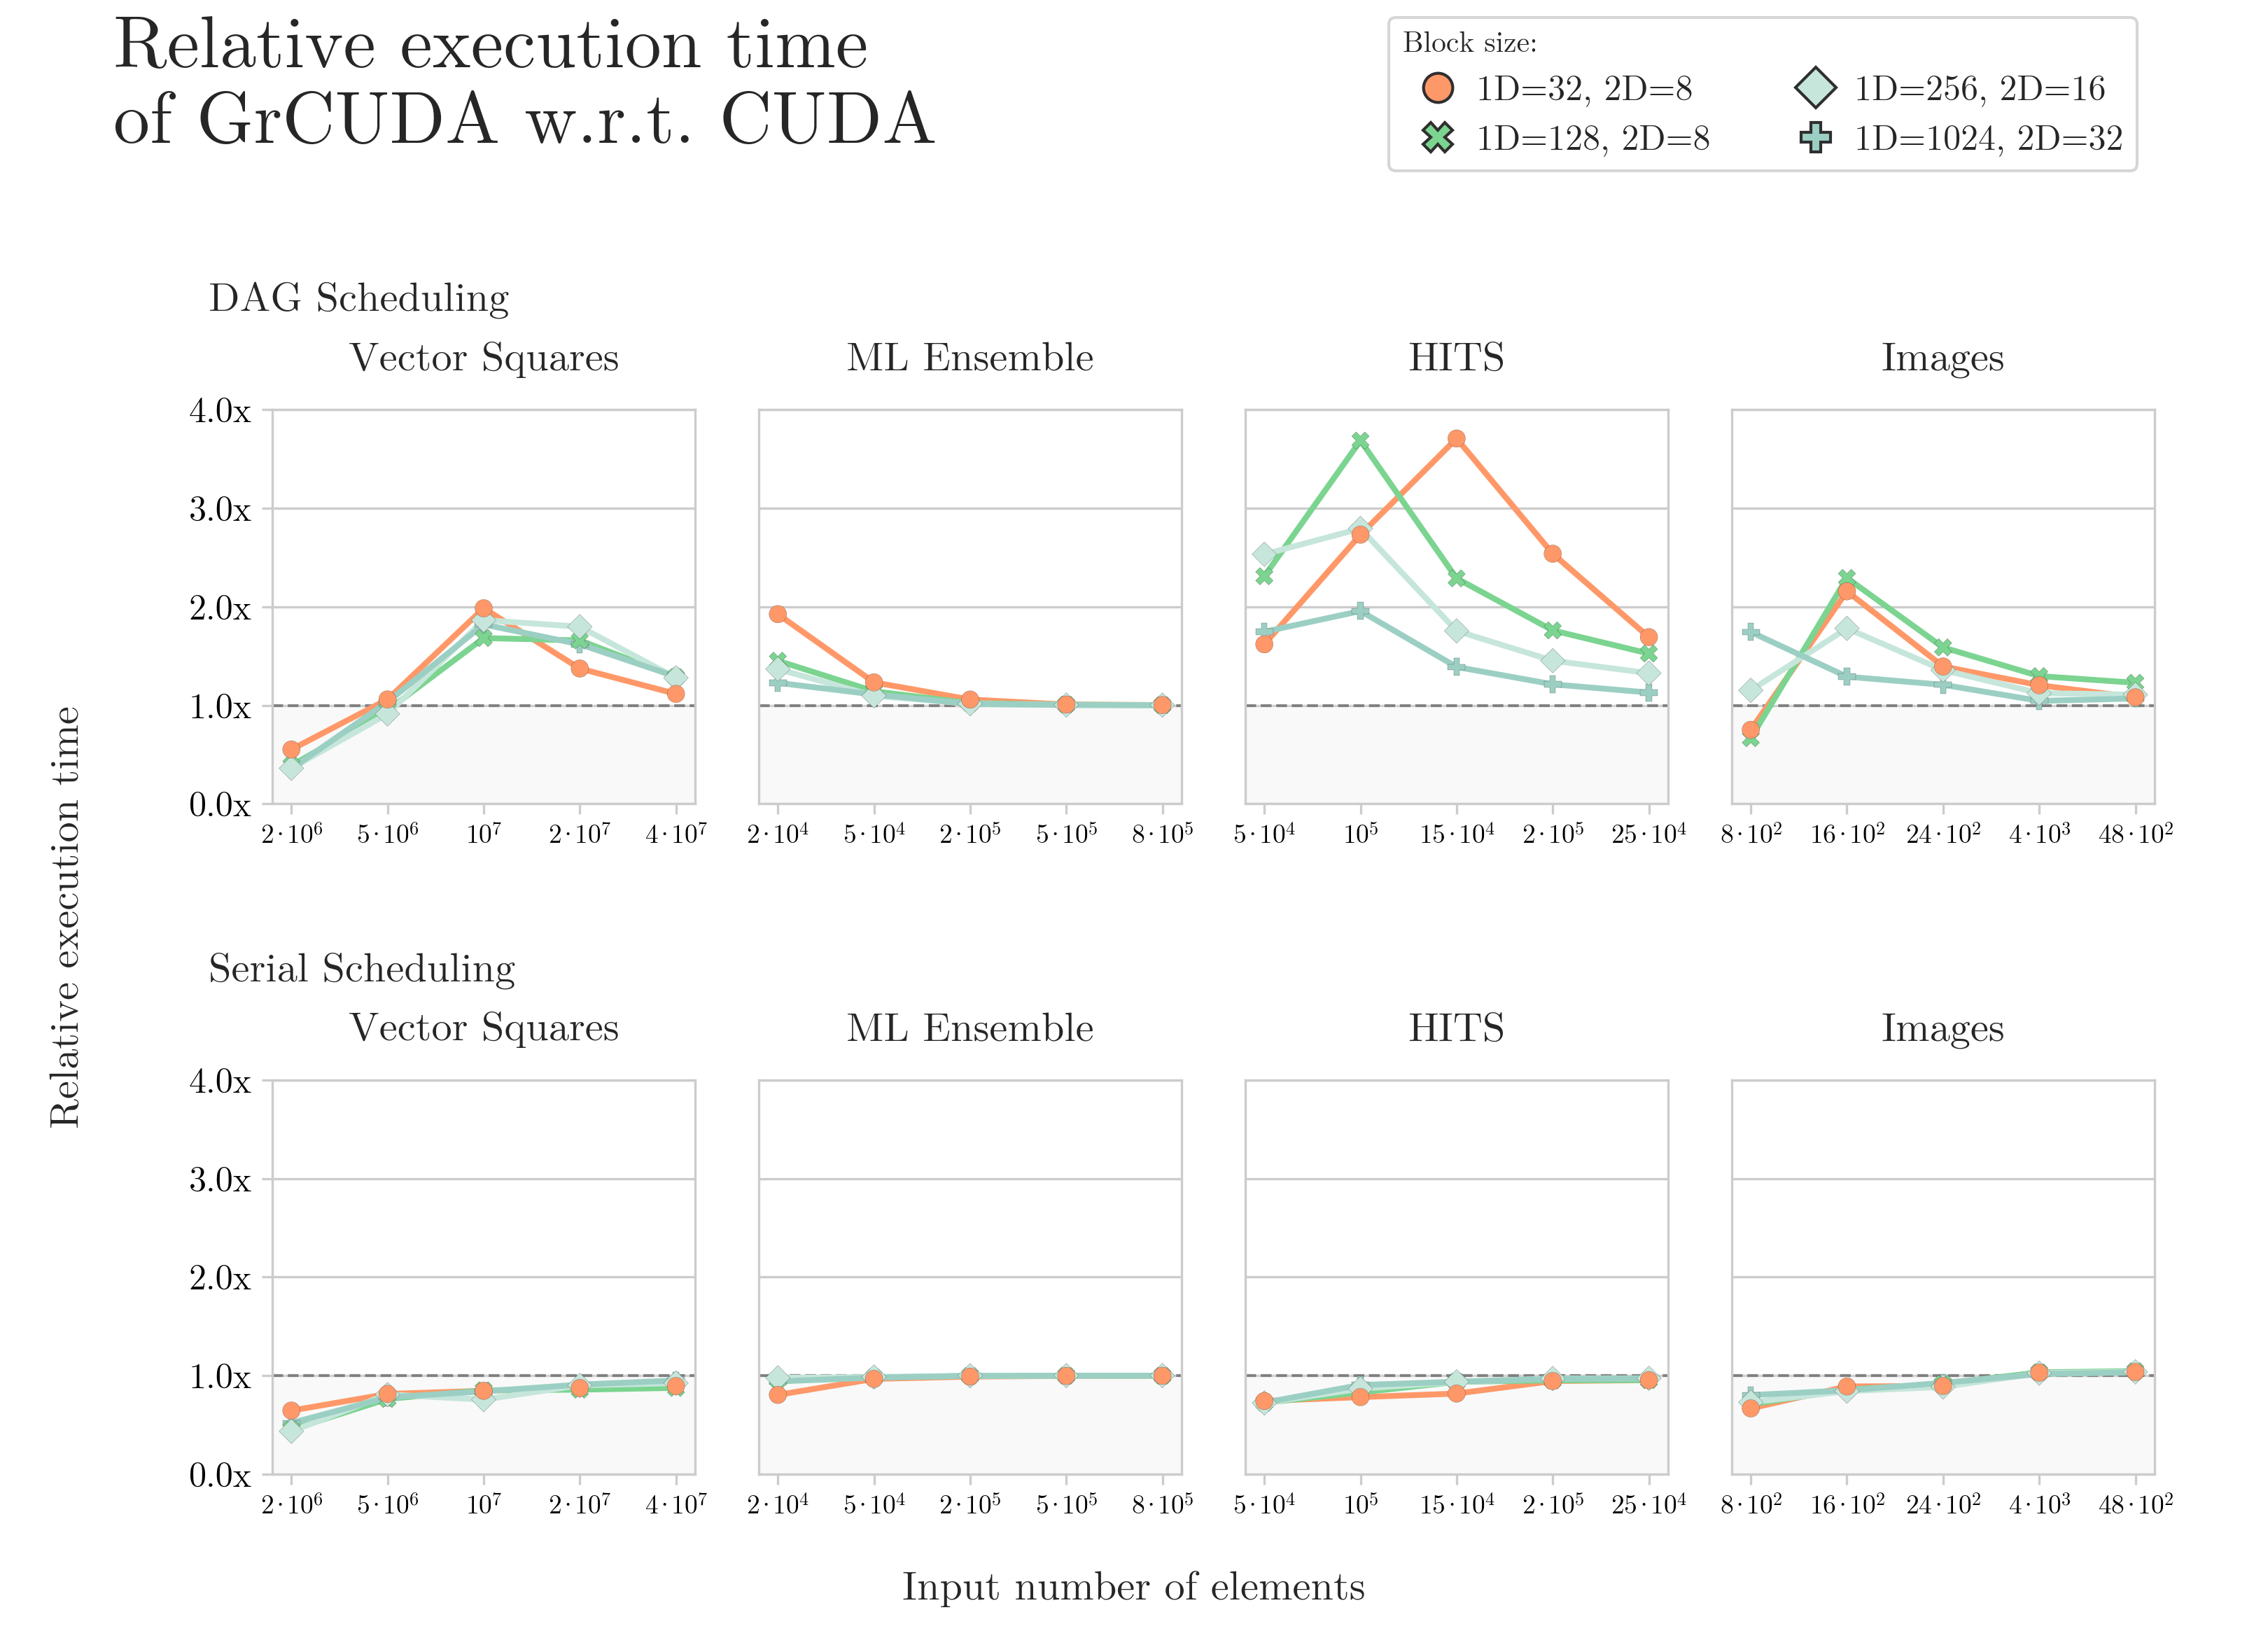 Relative execution time
of GrCUDA w.r.t. CUDA
Block size:
1D=32, 2D=8
1D=256, 2D=16
1D=128, 2D=8
1D=1024, 2D=32
DAG Scheduling
Vector Squares
ML Ensemble
HITS
Images
4.0x
3.0x
2.0x
1.0x
0.0x
2·10⁶ 5·10⁶ 10⁷ 2·10⁷ 4·10⁷
2·10⁴ 5·10⁴ 2·10⁵ 5·10⁵ 8·10⁵
5·10⁴ 10⁵ 15·10⁴ 2·10⁵ 25·10⁴
8·10² 16·10² 24·10² 4·10³ 48·10²
Relative execution time
Serial Scheduling
Vector Squares
ML Ensemble
HITS
Images
4.0x
3.0x
2.0x
1.0x
0.0x
2·10⁶ 5·10⁶ 10⁷ 2·10⁷ 4·10⁷
2·10⁴ 5·10⁴ 2·10⁵ 5·10⁵ 8·10⁵
5·10⁴ 10⁵ 15·10⁴ 2·10⁵ 25·10⁴
8·10² 16·10² 24·10² 4·10³ 48·10²
Input number of elements